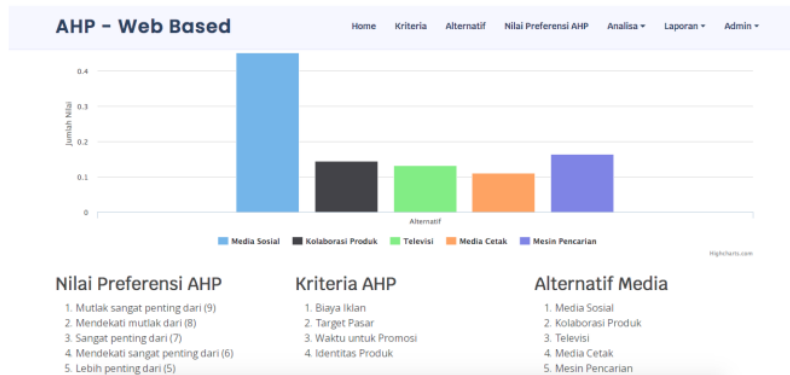 AHP - Web Based
Home Kriteria Alternatif Nilai Preferensi AHP Analisa Laporan Admin
0.4
0.3
0.2
0.1
0
Jumlah Nilai
Alternatif
Media Sosial Kolaborasi Produk Televisi Media Cetak Mesin Pencarian
Highcharts.com
Nilai Preferensi AHP
1. Mutlak sangat penting dari (9)
2. Mendekati mutlak dari (8)
3. Sangat penting dari (7)
4. Mendekati sangat penting dari (6)
5. Lebih penting dari (5)
Kriteria AHP
1. Biaya Iklan
2. Target Pasar
3. Waktu untuk Promosi
4. Identitas Produk
Alternatif Media
1. Media Sosial
2. Kolaborasi Produk
3. Televisi
4. Media Cetak
5. Mesin Pencarian